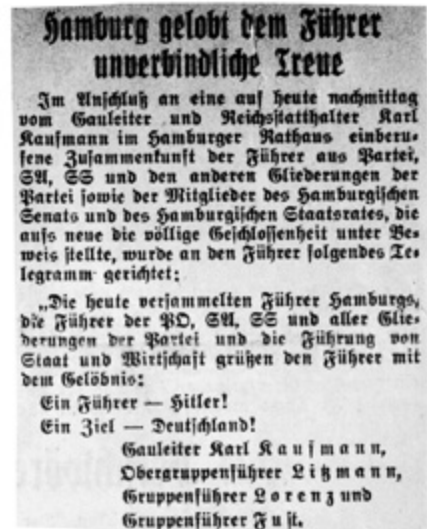 Hamburg gelobt dem Führer
unverbindliche Treue
Im Anschluß an eine auf heute nachmittag
vom Gauleiter und Reichsstatthalter Karl
Kaufmann im Hamburger Rathaus einberu-
fene Zusammenkunft der Führer aus Partei,
SA, SS und den anderen Gliederungen der
Partei sowie der Mitglieder des Hamburgischen
Senats und des Hamburgischen Staatsrates, die
aufs neue die völlige Geschlossenheit unter Be-
weis stellte, wurde an den Führer folgendes Te-
legramm gerichtet:
„Die heute versammelten Führer Hamburgs,
die Führer der PO, SA, SS und aller Glie-
derungen der Partei und die Führung von
Staat und Wirtschaft grüßen den Führer mit
dem Gelöbnis:
Ein Führer — Hitler!
Ein Ziel — Deutschland!
Gauleiter Karl Kaufmann,
Obergruppenführer Litzmann,
Gruppenführer Lorenz und
Gruppenführer Fust.